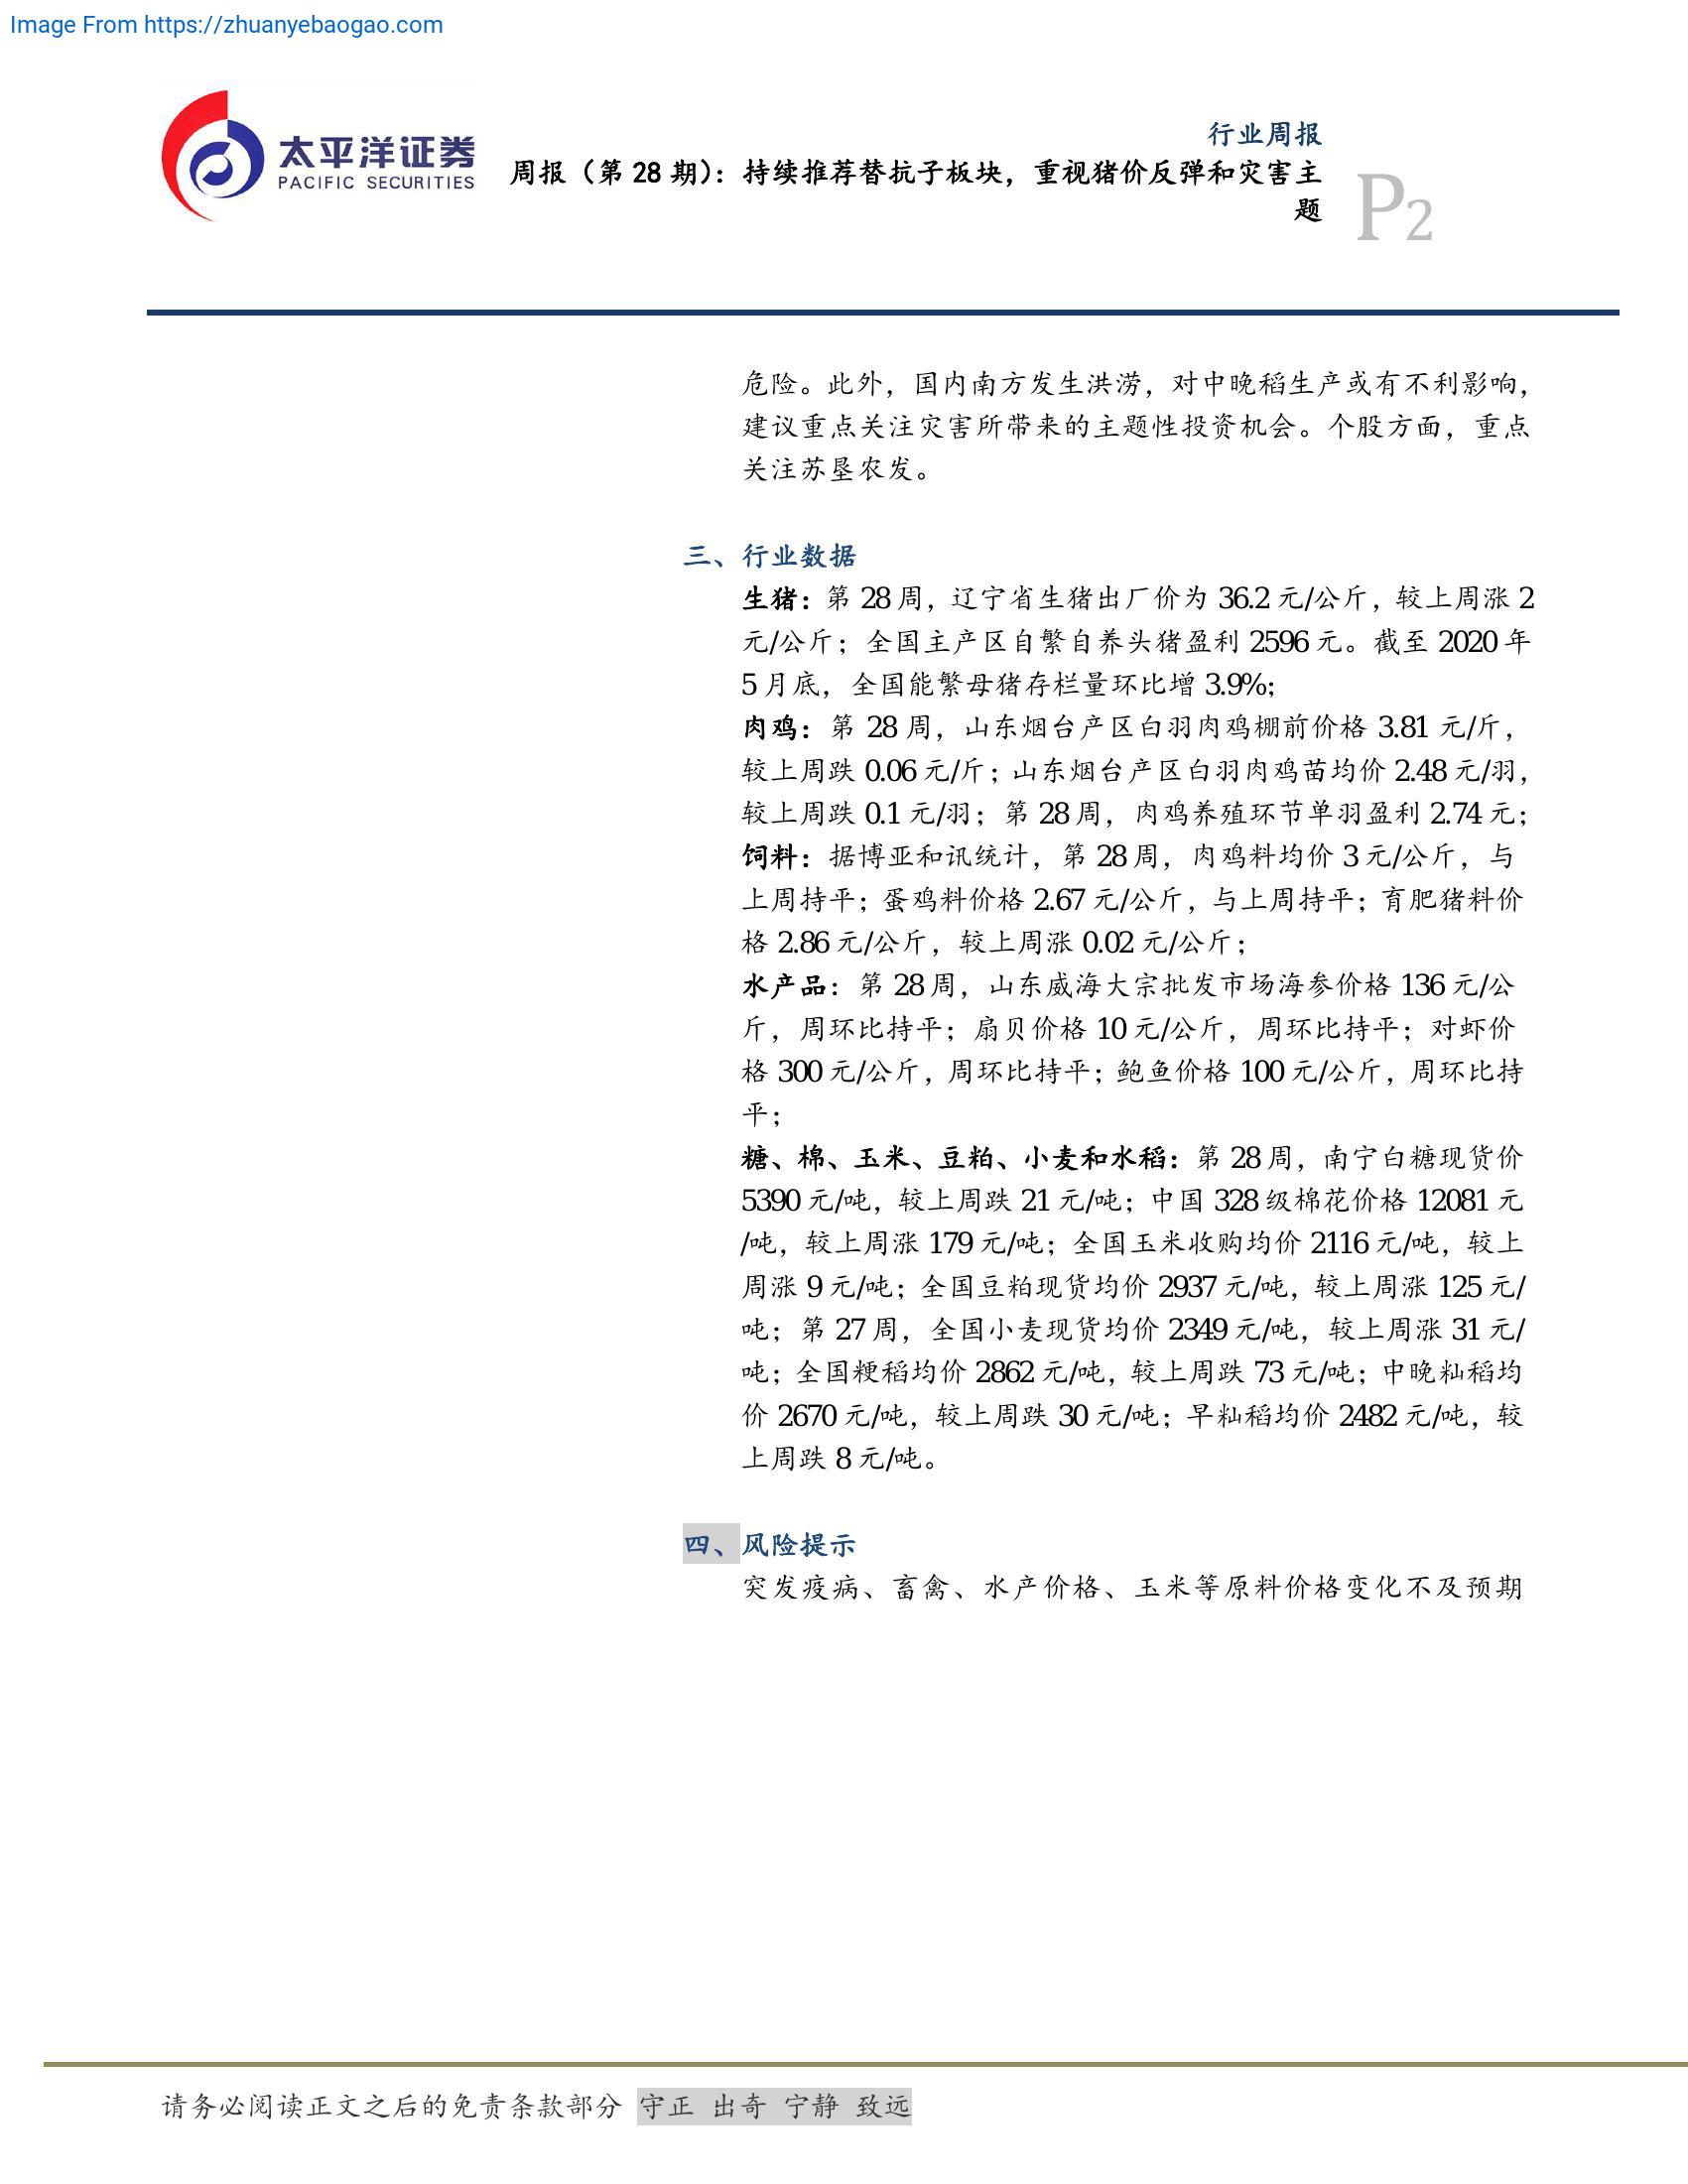 Image From https://zhuanyebaogao.com
太平洋证券
PACIFIC SECURITIES
行业周报
周报（第 28 期）：持续推荐替抗子板块，重视猪价反弹和灾害主
题
P2
危险。此外，国内南方发生洪涝，对中晚稻生产或有不利影响，
建议重点关注灾害所带来的主题性投资机会。个股方面，重点
关注苏垦农发。
三、行业数据
生猪：第 28 周，辽宁省生猪出厂价为 36.2 元/公斤，较上周涨 2
元/公斤；全国主产区自繁自养头猪盈利 2596 元。截至 2020 年
5 月底，全国能繁母猪存栏量环比增 3.9%；
肉鸡：第 28 周，山东烟台产区白羽肉鸡棚前价格 3.81 元/斤，
较上周跌 0.06 元/斤；山东烟台产区白羽肉鸡苗均价 2.48 元/羽，
较上周跌 0.1 元/羽；第 28 周，肉鸡养殖环节单羽盈利 2.74 元；
饲料：据博亚和讯统计，第 28 周，肉鸡料均价 3 元/公斤，与
上周持平；蛋鸡料价格 2.67 元/公斤，与上周持平；育肥猪料价
格 2.86 元/公斤，较上周涨 0.02 元/公斤；
水产品：第 28 周，山东威海大宗批发市场海参价格 136 元/公
斤，周环比持平；扇贝价格 10 元/公斤，周环比持平；对虾价
格 300 元/公斤，周环比持平；鲍鱼价格 100 元/公斤，周环比持
平；
糖、棉、玉米、豆粕、小麦和水稻：第 28 周，南宁白糖现货价
5390 元/吨，较上周跌 21 元/吨；中国 328 级棉花价格 12081 元
/吨，较上周涨 179 元/吨；全国玉米收购均价 2116 元/吨，较上
周涨 9 元/吨；全国豆粕现货均价 2937 元/吨，较上周涨 125 元/
吨；第 27 周，全国小麦现货均价 2349 元/吨，较上周涨 31 元/
吨；全国粳稻均价 2862 元/吨，较上周跌 73 元/吨；中晚籼稻均
价 2670 元/吨，较上周跌 30 元/吨；早籼稻均价 2482 元/吨，较
上周跌 8 元/吨。
四、风险提示
突发疫病、畜禽、水产价格、玉米等原料价格变化不及预期
请务必阅读正文之后的免责条款部分 守正 出奇 宁静 致远